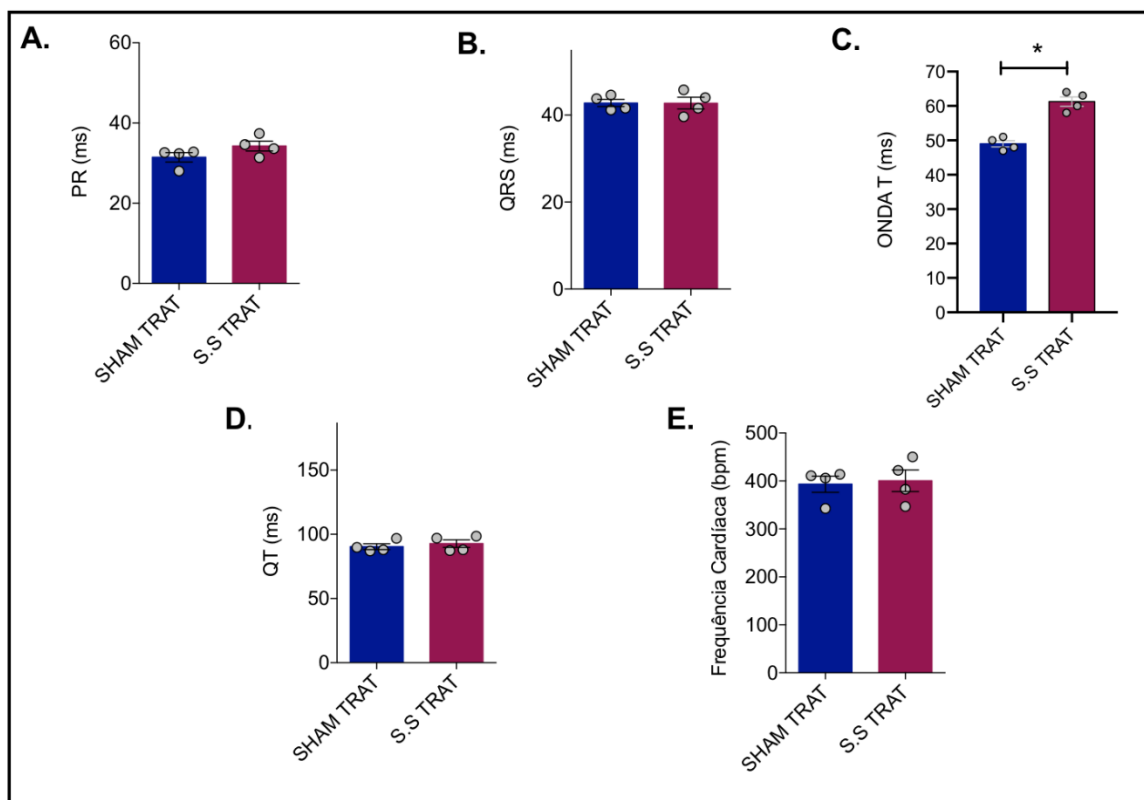 A.
PR (ms)
60
40
20
0
SHAM TRAT
S.S TRAT
B.
QRS (ms)
40
20
0
SHAM TRAT
S.S TRAT
C.
*
ONDA T (ms)
70
60
50
40
30
20
10
0
SHAM TRAT
S.S TRAT
D.
QT (ms)
150
100
50
0
SHAM TRAT
S.S TRAT
E.
Frequência Cardíaca (bpm)
500
400
300
200
100
0
SHAM TRAT
S.S TRAT